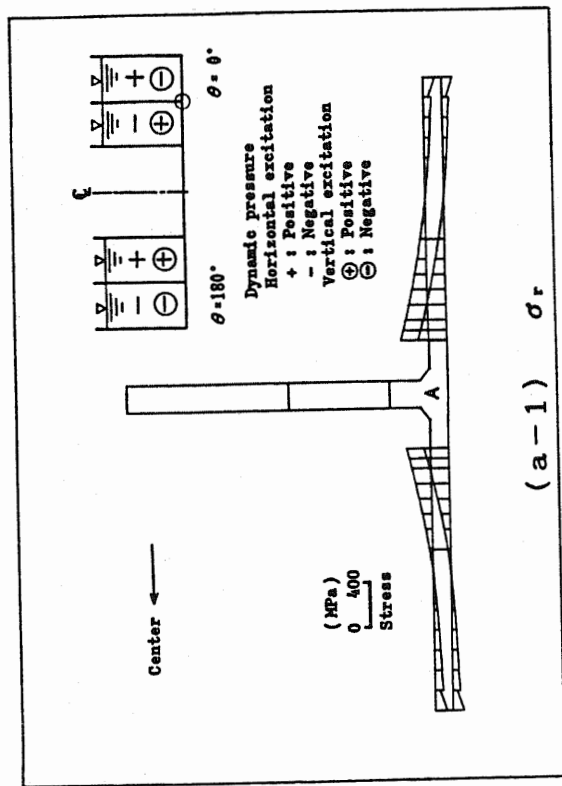 ℄
▽ ▽ ▽ ▽
− + − +
⊖ ⊕ ⊕ ⊖
θ=180° θ=0°
Dynamic pressure
Horizontal excitation
+ : Positive
− : Negative
Vertical excitation
⊕ : Positive
⊖ : Negative
Center
(MPa)
0 400
Stress
A
(a-1) σr